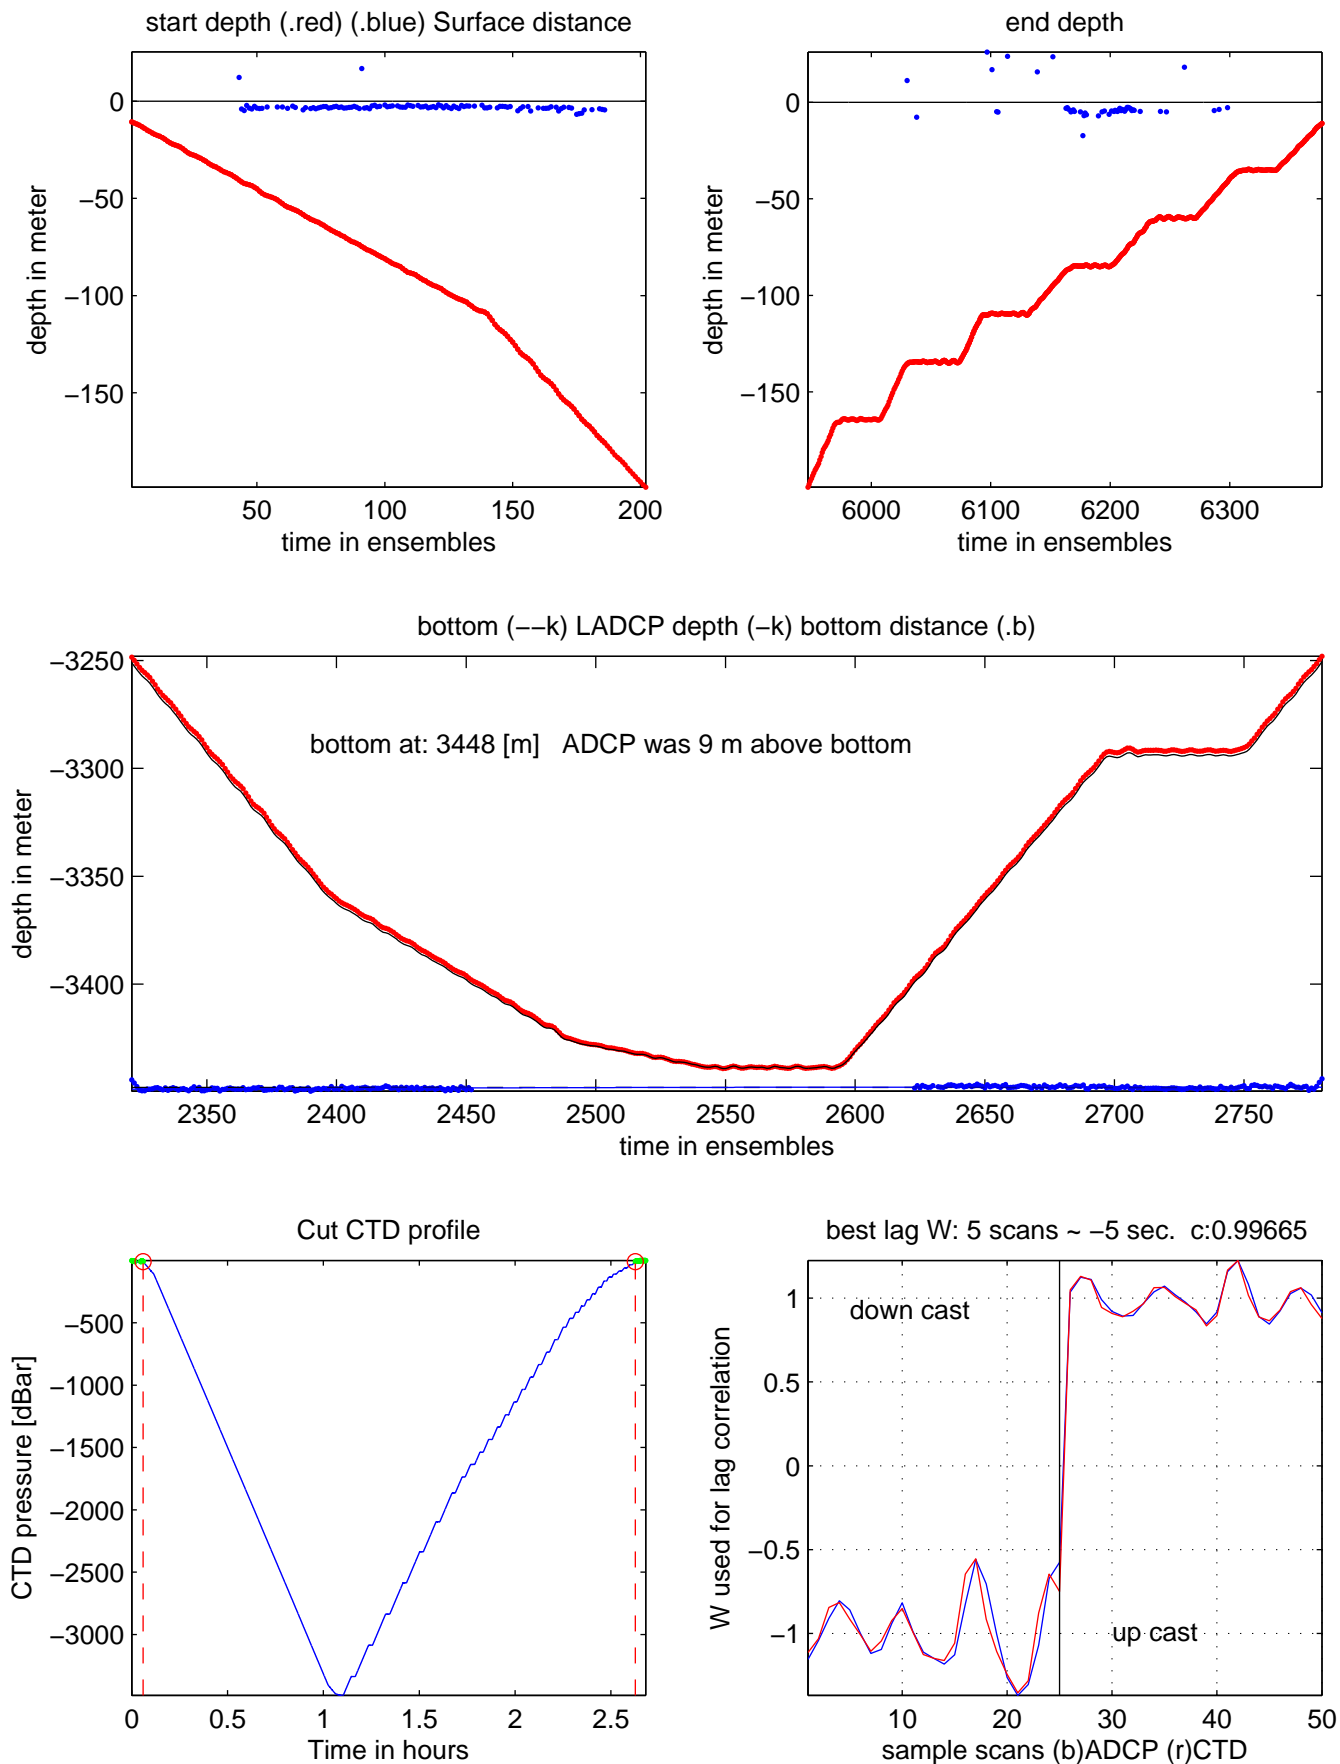 start depth (.red) (.blue) Surface distance
end depth
0
−50
−100
−150
depth in meter
50 100 150 200
time in ensembles
0
−50
−100
−150
depth in meter
6000 6100 6200 6300
time in ensembles
bottom (−−k) LADCP depth (−k) bottom distance (.b)
−3250
−3300
−3350
−3400
depth in meter
bottom at: 3448 [m] ADCP was 9 m above bottom
2350 2400 2450 2500 2550 2600 2650 2700 2750
time in ensembles
Cut CTD profile
−500
−1000
−1500
−2000
−2500
−3000
CTD pressure [dBar]
0 0.5 1 1.5 2 2.5
Time in hours
best lag W: 5 scans ~ −5 sec. c:0.99665
1
0.5
0
−0.5
−1
W used for lag correlation
down cast
up cast
10 20 30 40 50
sample scans (b)ADCP (r)CTD